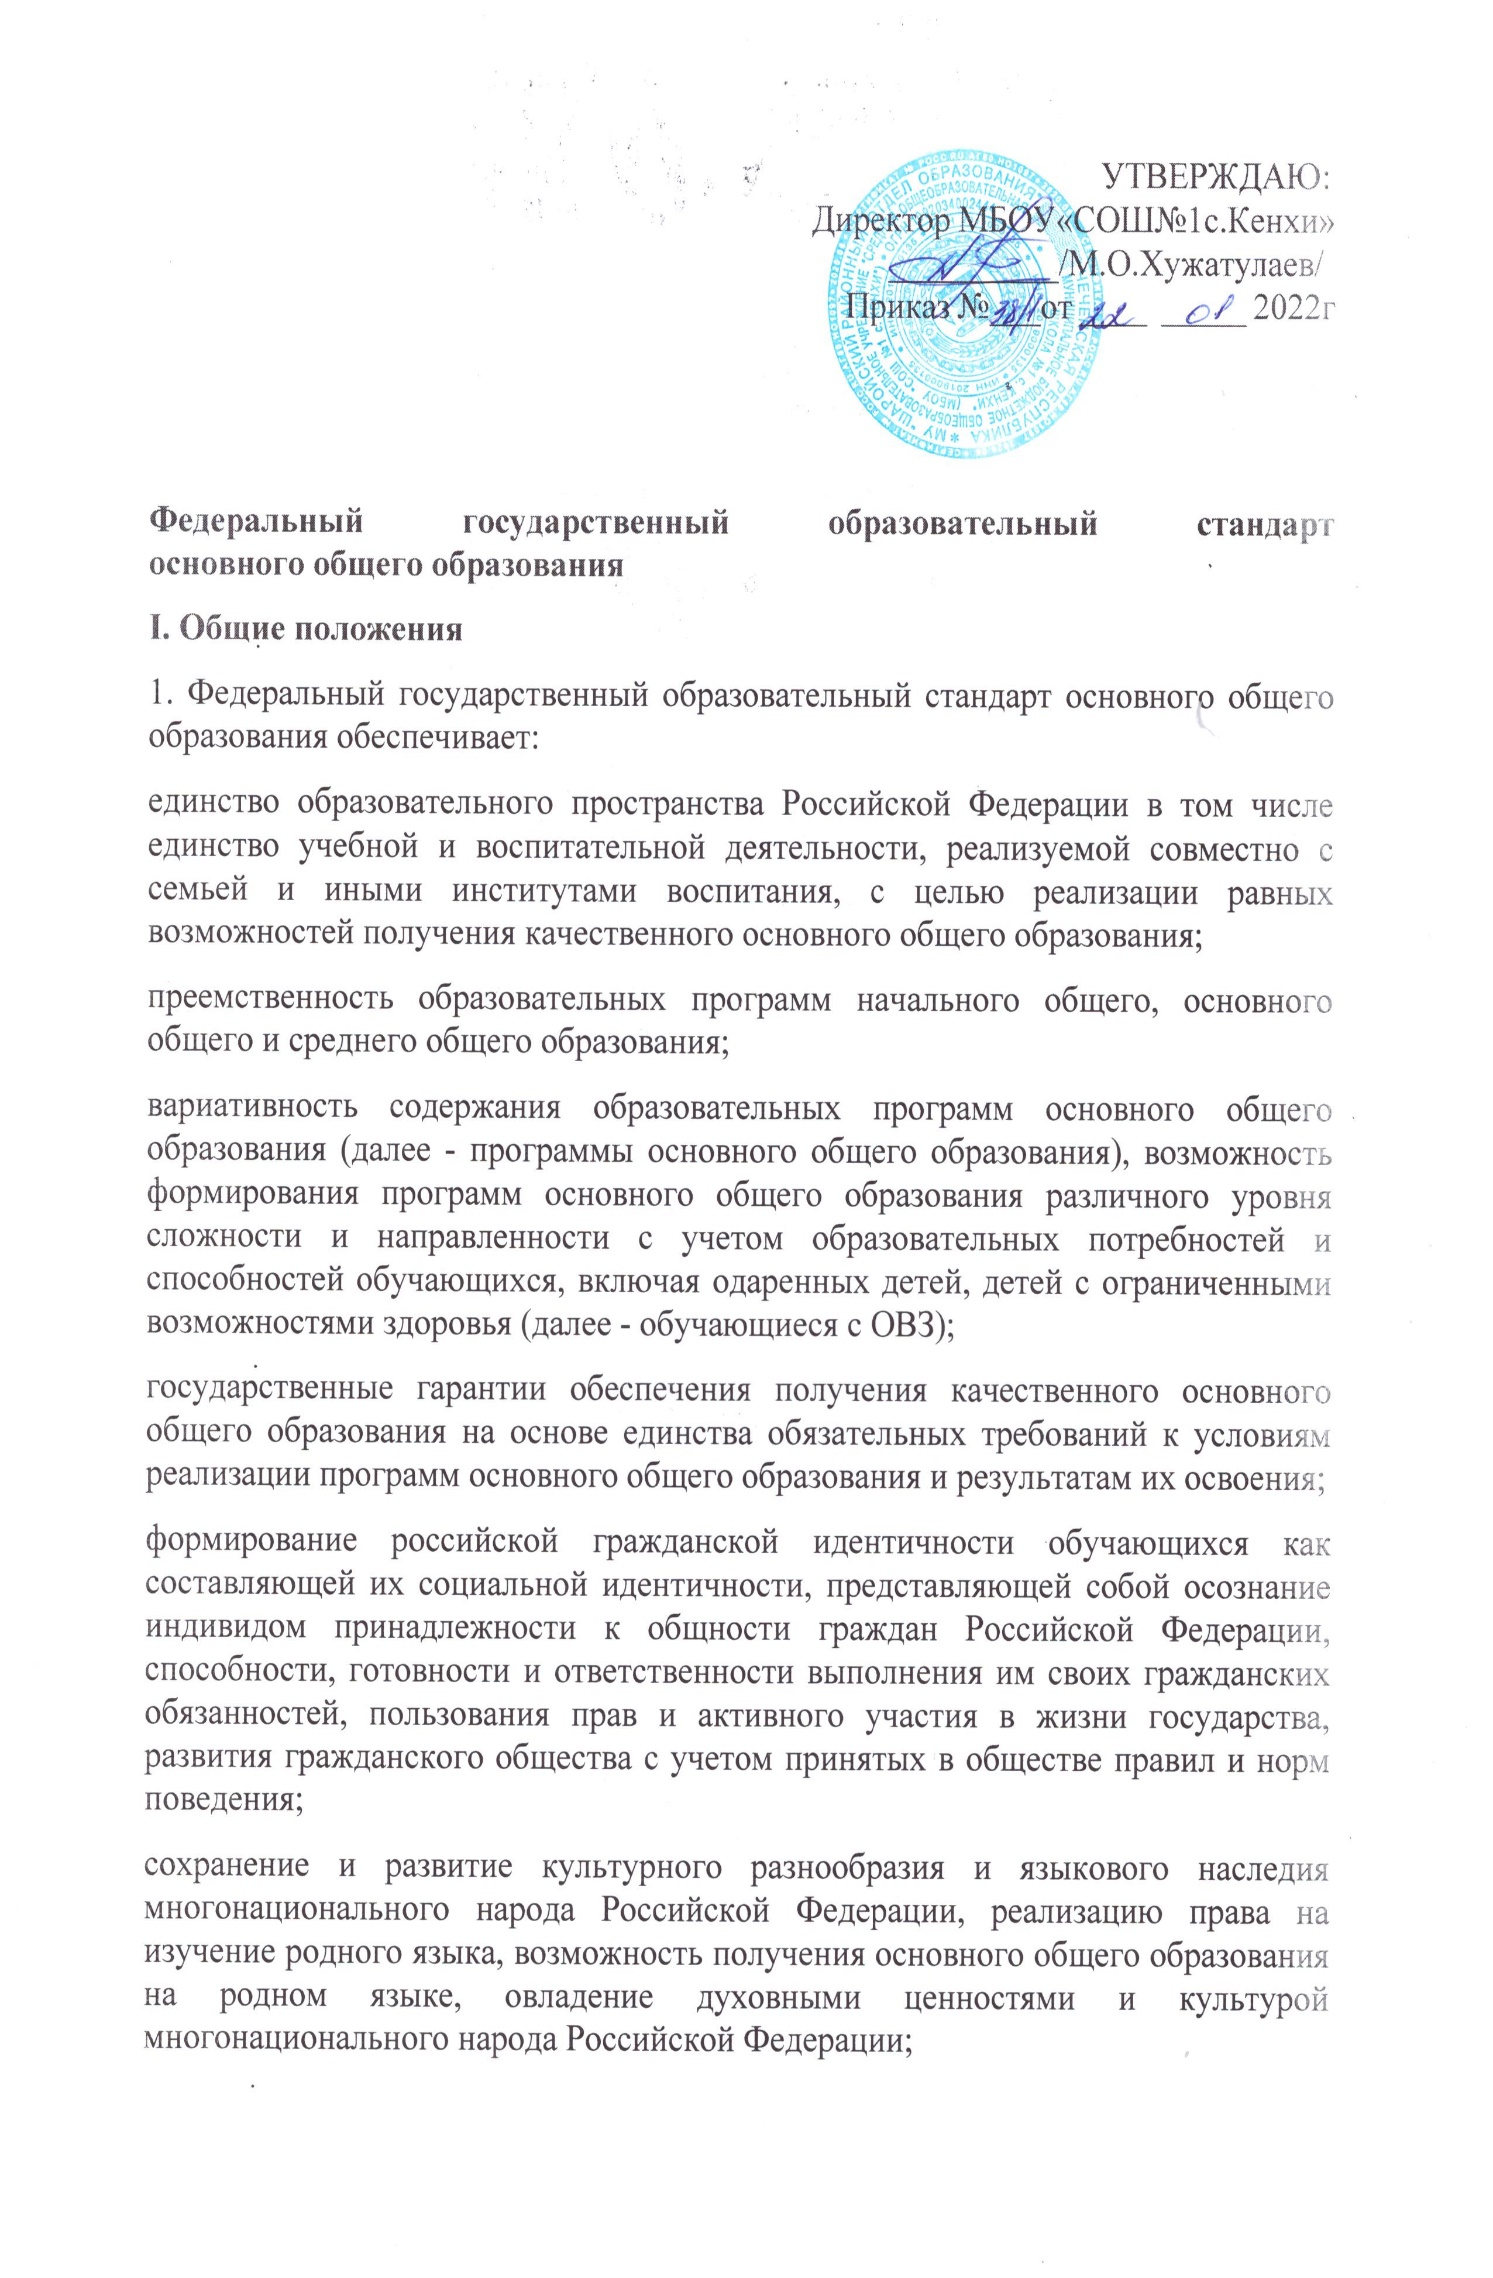 УТВЕРЖДАЮ:
Директор МБОУ«СОШ№1с.Кенхи»
/М.О.Хужатулаев/
Приказ № от 22 01 2022г
Федеральный государственный образовательный стандарт
основного общего образования
I. Общие положения
1. Федеральный государственный образовательный стандарт основного общего
образования обеспечивает:
единство образовательного пространства Российской Федерации в том числе
единство учебной и воспитательной деятельности, реализуемой совместно с
семьей и иными институтами воспитания, с целью реализации равных
возможностей получения качественного основного общего образования;
преемственность образовательных программ начального общего, основного
общего и среднего общего образования;
вариативность содержания образовательных программ основного общего
образования (далее - программы основного общего образования), возможность
формирования программ основного общего образования различного уровня
сложности и направленности с учетом образовательных потребностей и
способностей обучающихся, включая одаренных детей, детей с ограниченными
возможностями здоровья (далее - обучающиеся с ОВЗ);
государственные гарантии обеспечения получения качественного основного
общего образования на основе единства обязательных требований к условиям
реализации программ основного общего образования и результатам их освоения;
формирование российской гражданской идентичности обучающихся как
составляющей их социальной идентичности, представляющей собой осознание
индивидом принадлежности к общности граждан Российской Федерации,
способности, готовности и ответственности выполнения им своих гражданских
обязанностей, пользования прав и активного участия в жизни государства,
развития гражданского общества с учетом принятых в обществе правил и норм
поведения;
сохранение и развитие культурного разнообразия и языкового наследия
многонационального народа Российской Федерации, реализацию права на
изучение родного языка, возможность получения основного общего образования
на родном языке, овладение духовными ценностями и культурой
многонационального народа Российской Федерации;